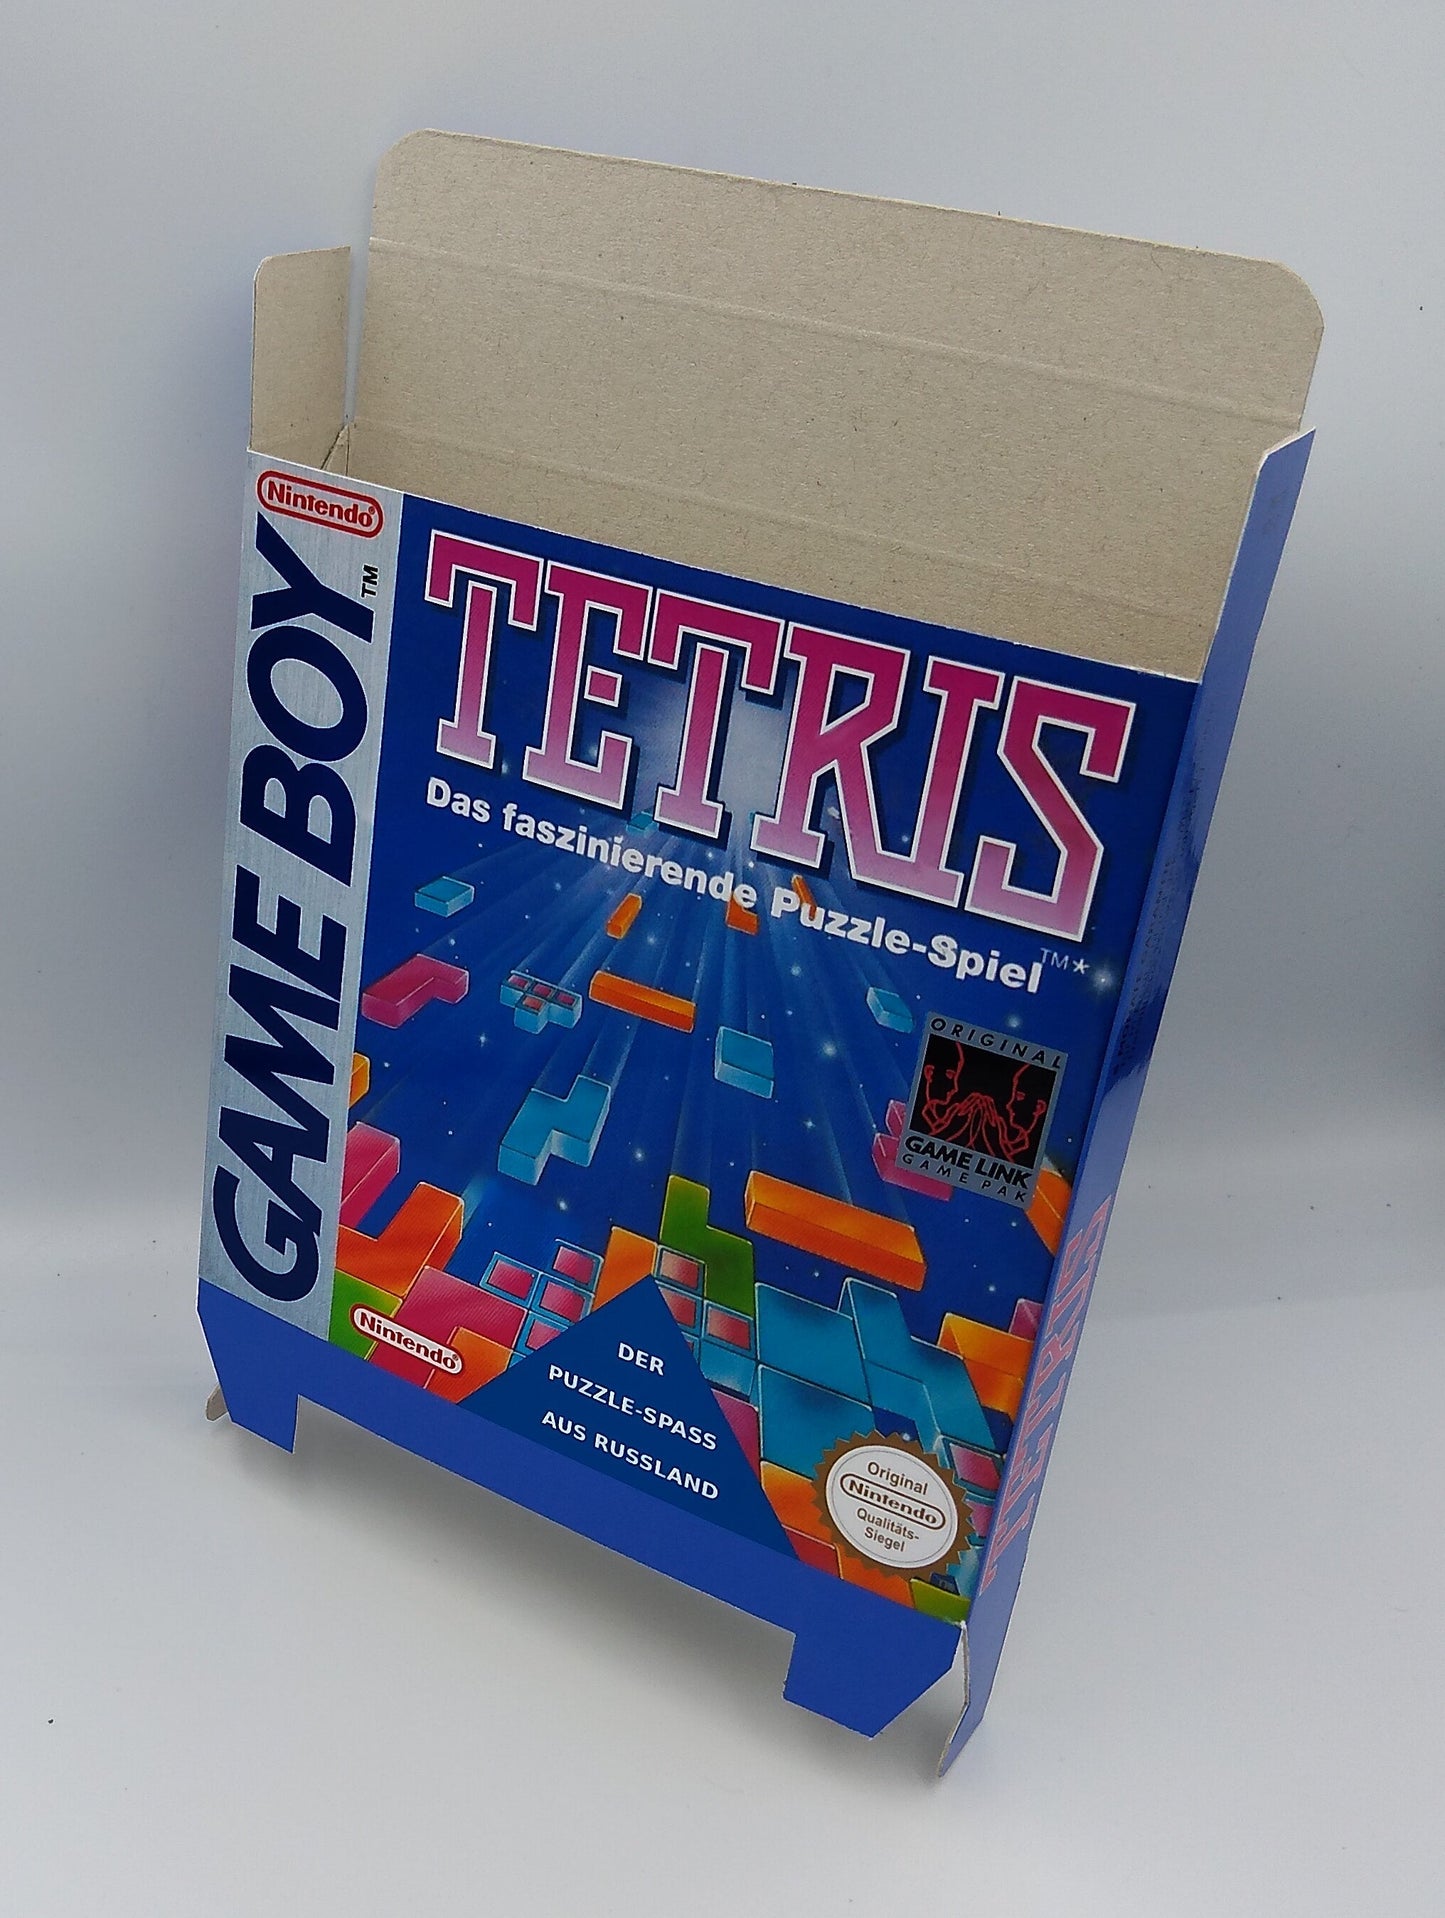 Nintendo®
GAME BOY™
TETRIS
Das faszinierende Puzzle-Spiel™*
ORIGINAL
GAME LINK
GAME PAK
Nintendo
DER
PUZZLE-SPASS
AUS RUSSLAND
Original
Nintendo
Qualitäts-
Siegel
TM
TETRIS